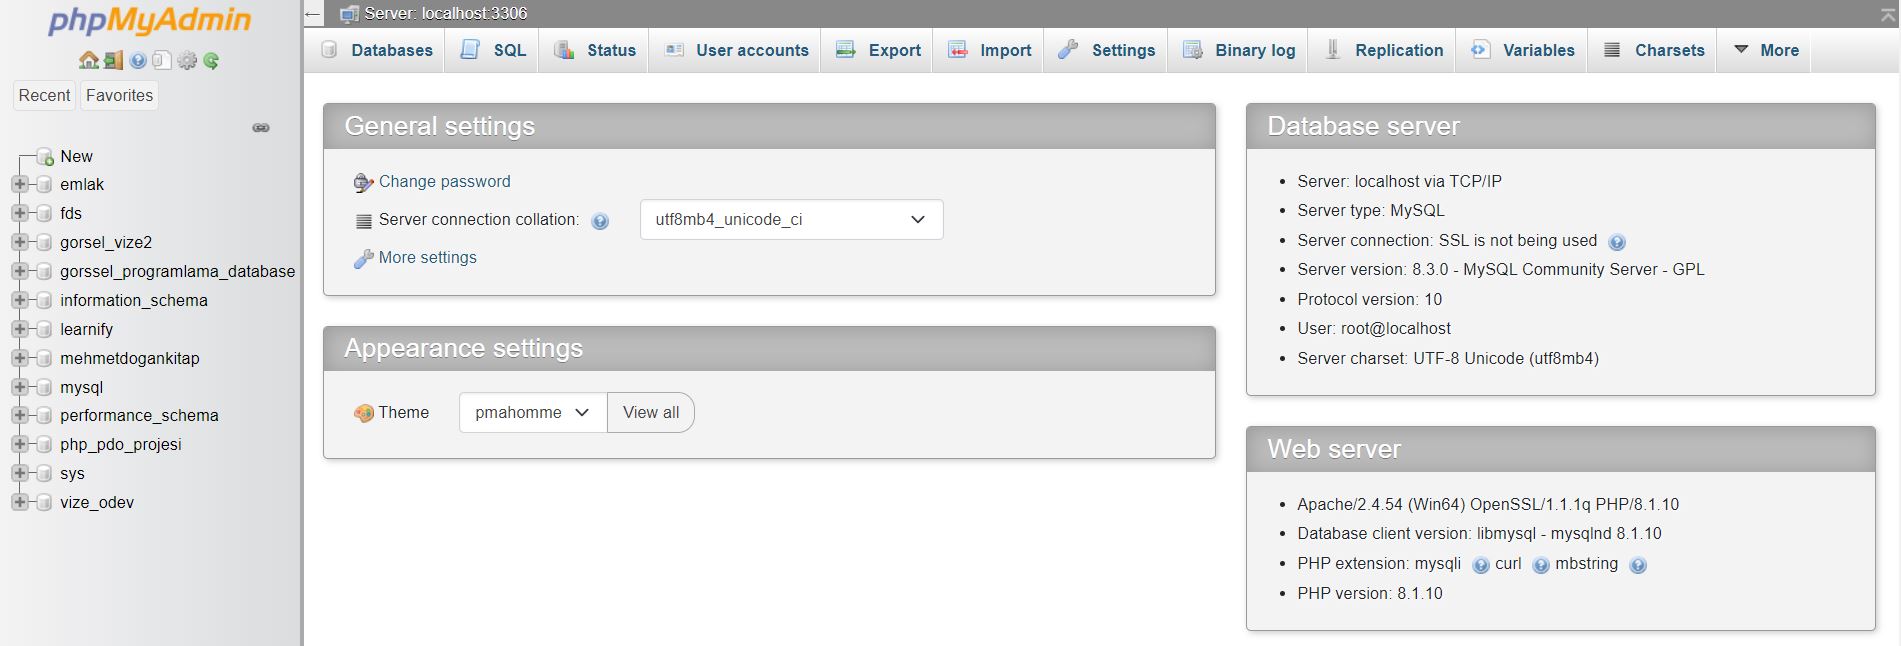 phpMyAdmin
Recent Favorites
New
emlak
fds
gorsel_vize2
gorssel_programlama_database
information_schema
learnify
mehmetdogankitap
mysql
performance_schema
php_pdo_projesi
sys
vize_odev
Server: localhost:3306
Databases SQL Status User accounts Export Import Settings Binary log Replication Variables Charsets More
General settings
Change password
Server connection collation: utf8mb4_unicode_ci
More settings
Appearance settings
Theme pmahomme View all
Database server
• Server: localhost via TCP/IP
• Server type: MySQL
• Server connection: SSL is not being used
• Server version: 8.3.0 - MySQL Community Server - GPL
• Protocol version: 10
• User: root@localhost
• Server charset: UTF-8 Unicode (utf8mb4)
Web server
• Apache/2.4.54 (Win64) OpenSSL/1.1.1q PHP/8.1.10
• Database client version: libmysql - mysqlnd 8.1.10
• PHP extension: mysqli curl mbstring
• PHP version: 8.1.10